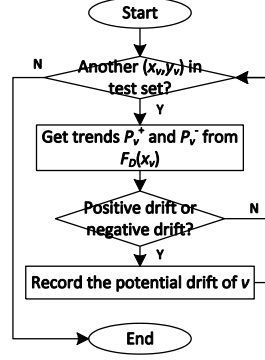 Start
N
Another (xv,yv) in
test set?
Y
Get trends Pv+ and Pv- from
FD(xv)
Positive drift or
negative drift?
N
Y
Record the potential drift of v
End